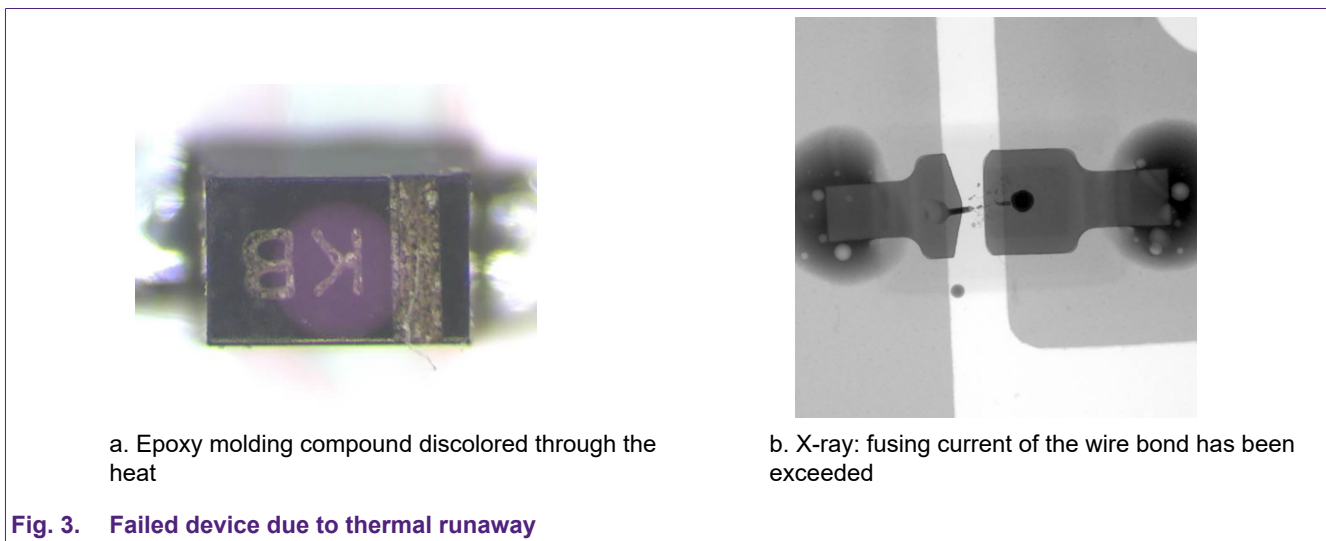 KB
a. Epoxy molding compound discolored through the
heat
b. X-ray: fusing current of the wire bond has been
exceeded
Fig. 3. Failed device due to thermal runaway